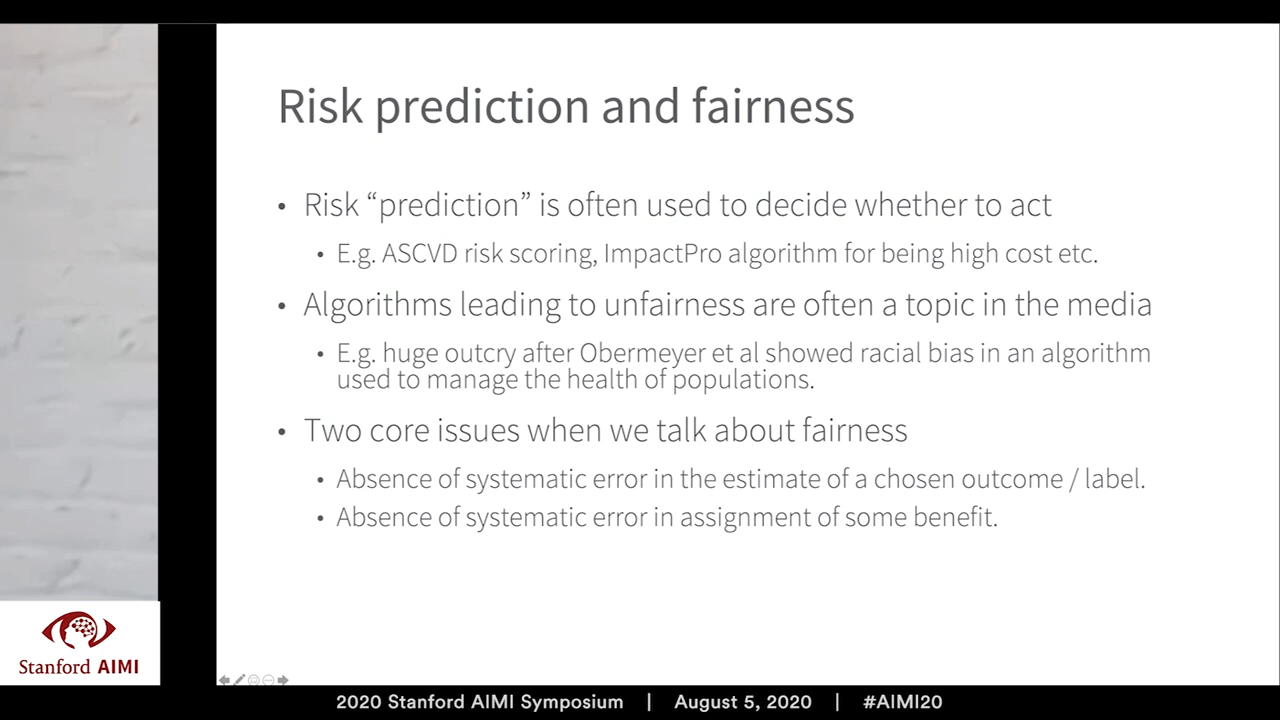 Risk prediction and fairness
• Risk “prediction” is often used to decide whether to act
• E.g. ASCVD risk scoring, ImpactPro algorithm for being high cost etc.
• Algorithms leading to unfairness are often a topic in the media
• E.g. huge outcry after Obermeyer et al showed racial bias in an algorithm
used to manage the health of populations.
• Two core issues when we talk about fairness
• Absence of systematic error in the estimate of a chosen outcome / label.
• Absence of systematic error in assignment of some benefit.
Stanford AIMI
2020 Stanford AIMI Symposium | August 5, 2020 | #AIMI20